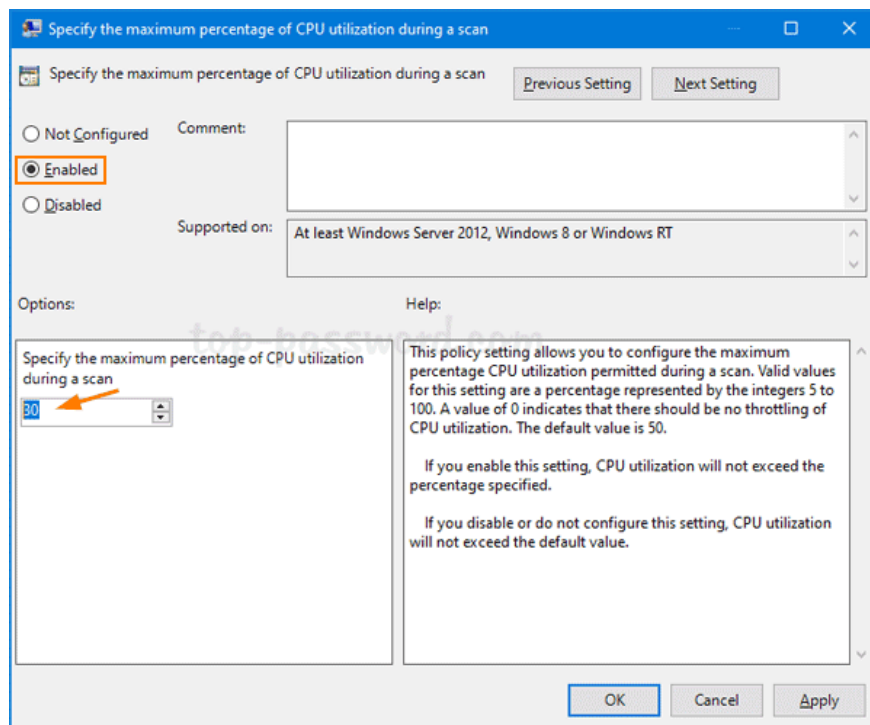 Specify the maximum percentage of CPU utilization during a scan
Specify the maximum percentage of CPU utilization during a scan
Previous Setting
Next Setting
Not Configured
Comment:
Enabled
Disabled
Supported on:
At least Windows Server 2012, Windows 8 or Windows RT
Options:
Help:
top-password.com
Specify the maximum percentage of CPU utilization
during a scan
30
This policy setting allows you to configure the maximum
percentage CPU utilization permitted during a scan. Valid values
for this setting are a percentage represented by the integers 5 to
100. A value of 0 indicates that there should be no throttling of
CPU utilization. The default value is 50.
If you enable this setting, CPU utilization will not exceed the
percentage specified.
If you disable or do not configure this setting, CPU utilization
will not exceed the default value.
OK
Cancel
Apply